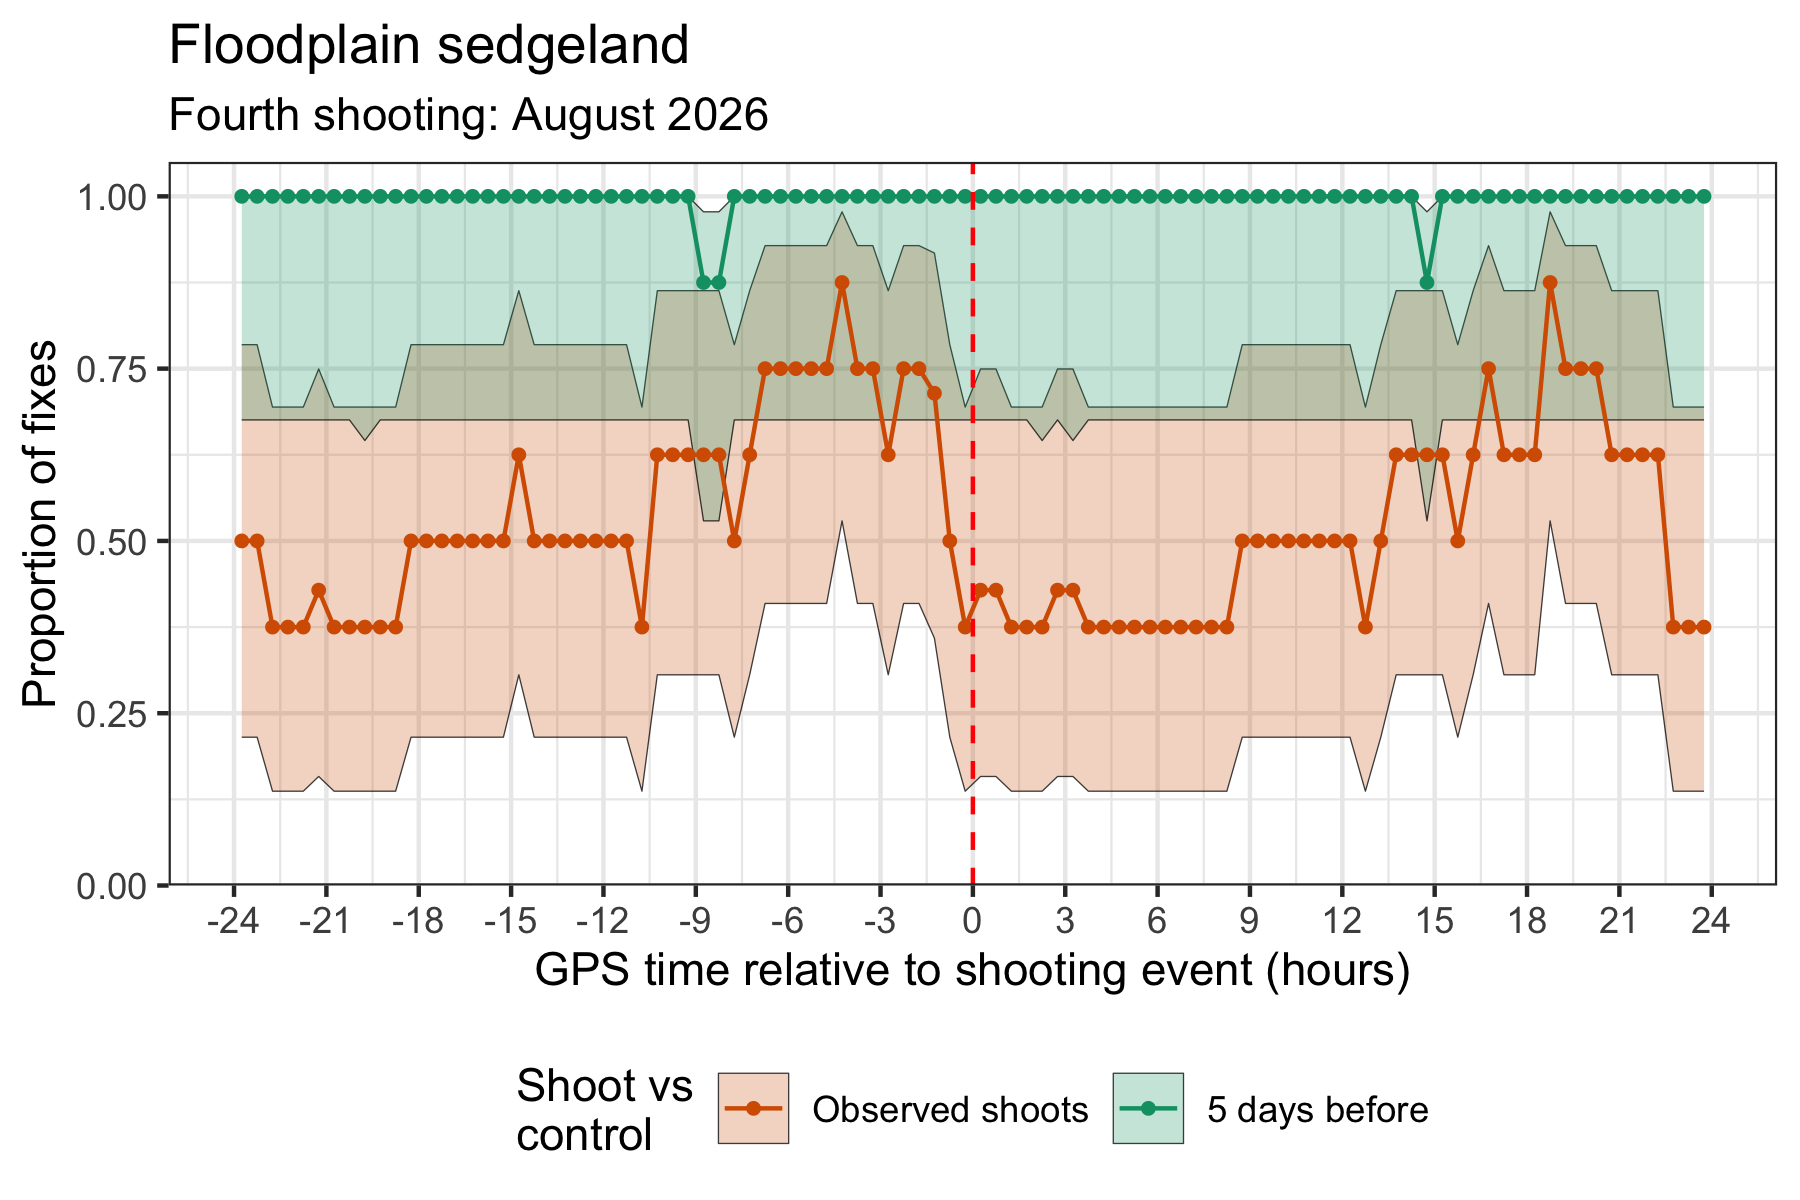 Floodplain sedgeland
Fourth shooting: August 2026
Proportion of fixes
1.00
0.75
0.50
0.25
0.00
-24 -21 -18 -15 -12 -9 -6 -3 0 3 6 9 12 15 18 21 24
GPS time relative to shooting event (hours)
Shoot vs
control
Observed shoots
5 days before